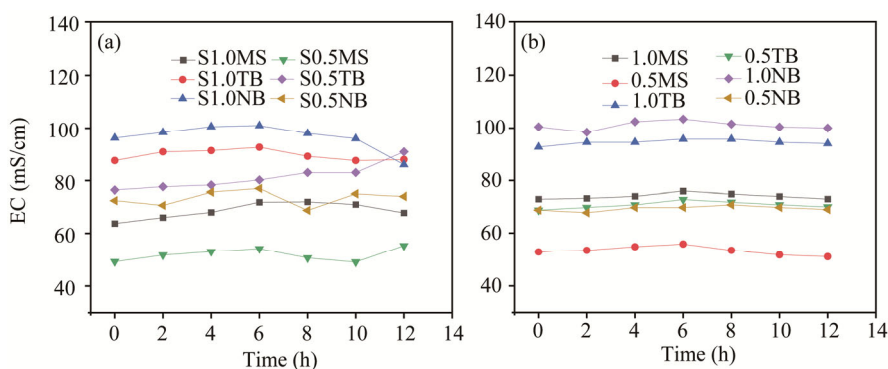 140
120
100
80
60
40
EC (mS/cm)
(a)
S1.0MS S0.5MS
S1.0TB S0.5TB
S1.0NB S0.5NB
0 2 4 6 8 10 12 14
Time (h)
140
120
100
80
60
40
(b)
1.0MS 0.5TB
0.5MS 1.0NB
1.0TB 0.5NB
0 2 4 6 8 10 12 14
Time (h)